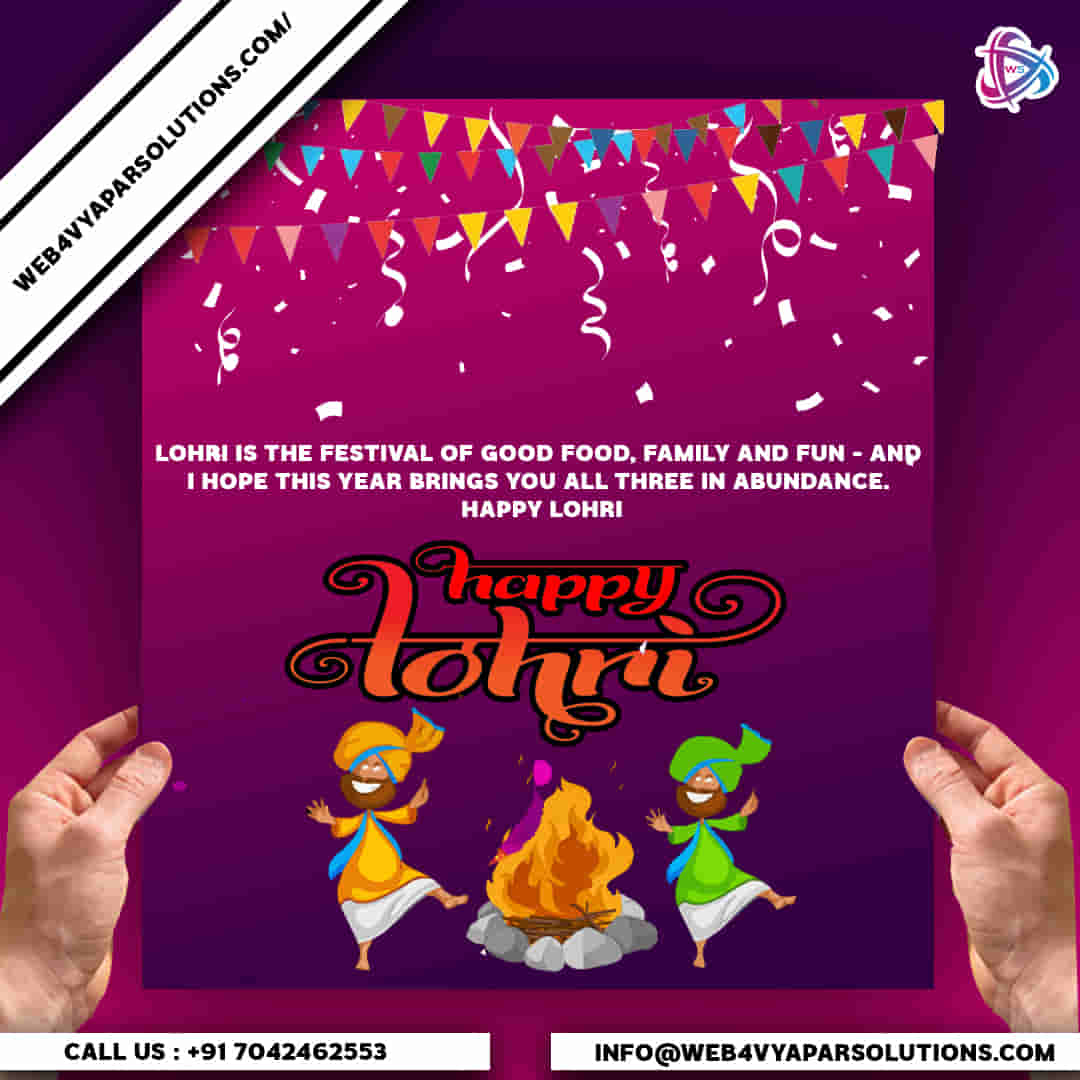 WEB4VYAPARSOLUTIONS.COM/
WS
LOHRI IS THE FESTIVAL OF GOOD FOOD, FAMILY AND FUN - AND
I HOPE THIS YEAR BRINGS YOU ALL THREE IN ABUNDANCE.
HAPPY LOHRI
happy
lohri
CALL US : +91 7042462553
INFO@WEB4VYAPARSOLUTIONS.COM